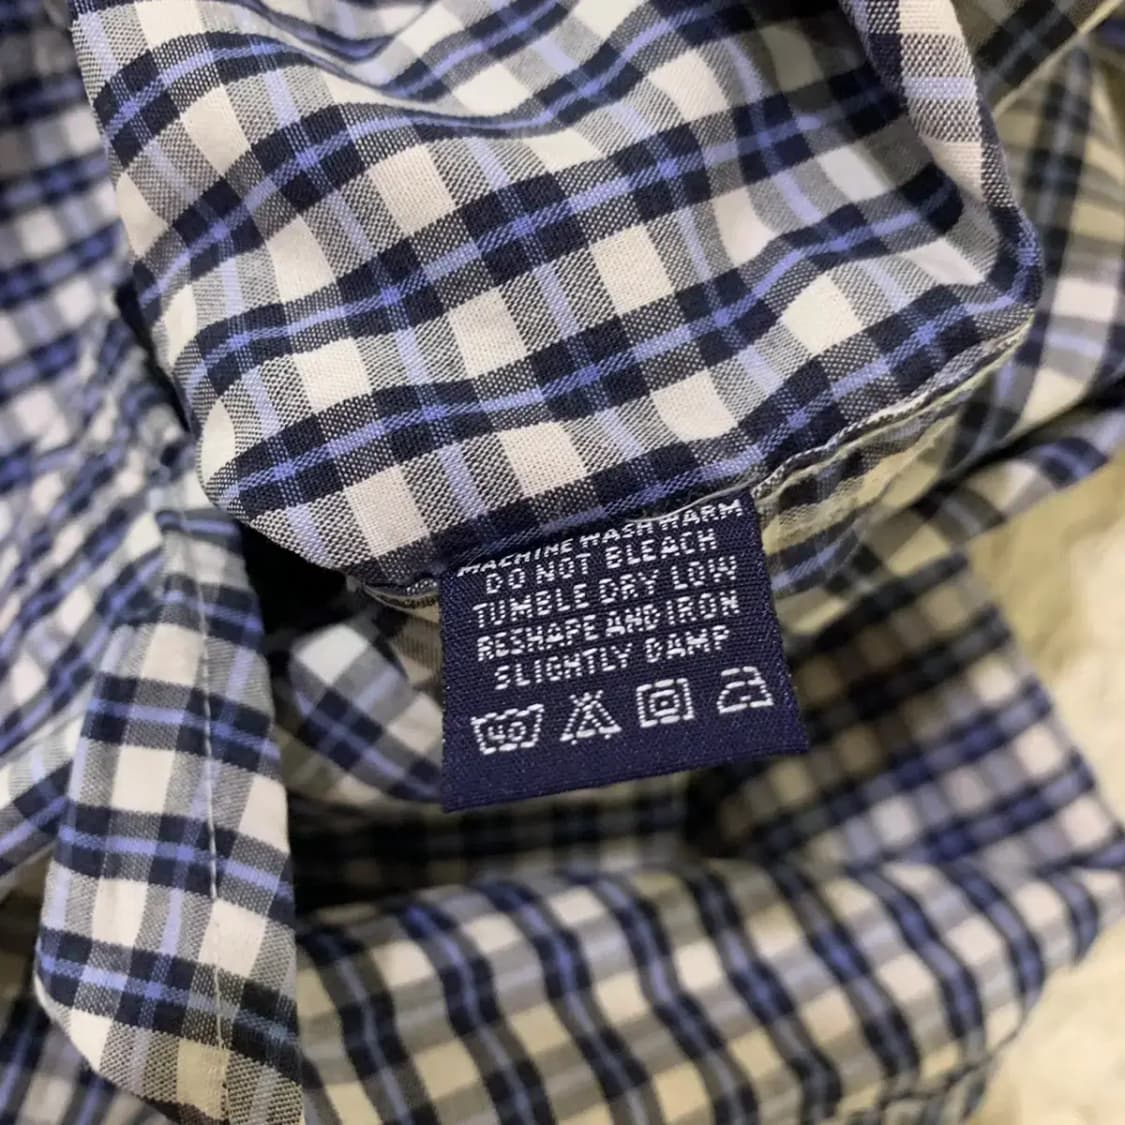 MACHINE WASH WARM
DO NOT BLEACH
TUMBLE DRY LOW
RESHAPE AND IRON
SLIGHTLY DAMP
40